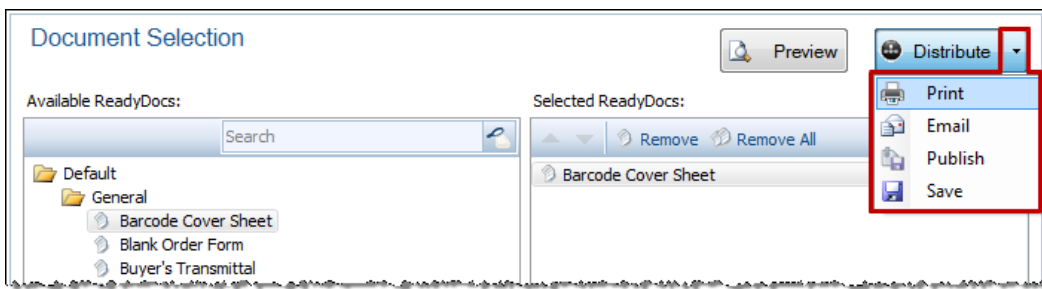 Document Selection
Preview
Distribute
Print
Email
Publish
Save
Available ReadyDocs:
Search
Default
General
Barcode Cover Sheet
Blank Order Form
Buyer's Transmittal
Selected ReadyDocs:
Remove Remove All
Barcode Cover Sheet